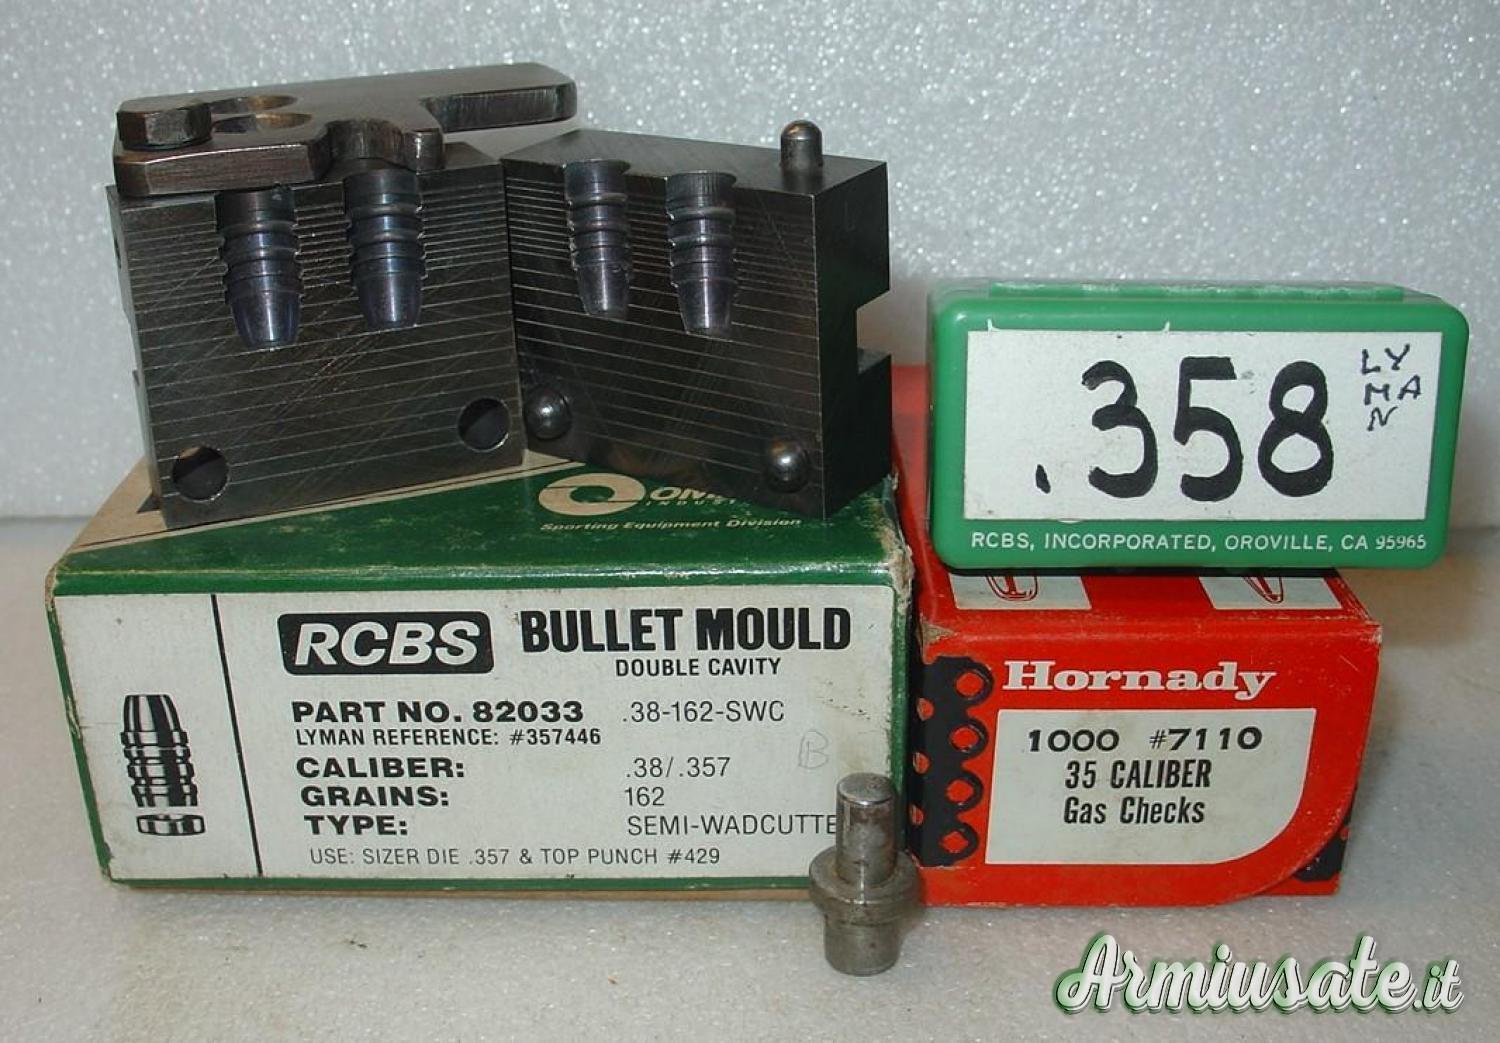 .358
LY
MA
N
RCBS, INCORPORATED, OROVILLE, CA 95965
Sporting Equipment Division
RCBS BULLET MOULD
DOUBLE CAVITY
PART NO. 82033 .38-162-SWC
LYMAN REFERENCE: #357446
B
CALIBER: .38/.357
GRAINS: 162
TYPE: SEMI-WADCUTTE
USE: SIZER DIE .357 & TOP PUNCH #429
Hornady
1000 #7110
35 CALIBER
Gas Checks
Armiusate.it